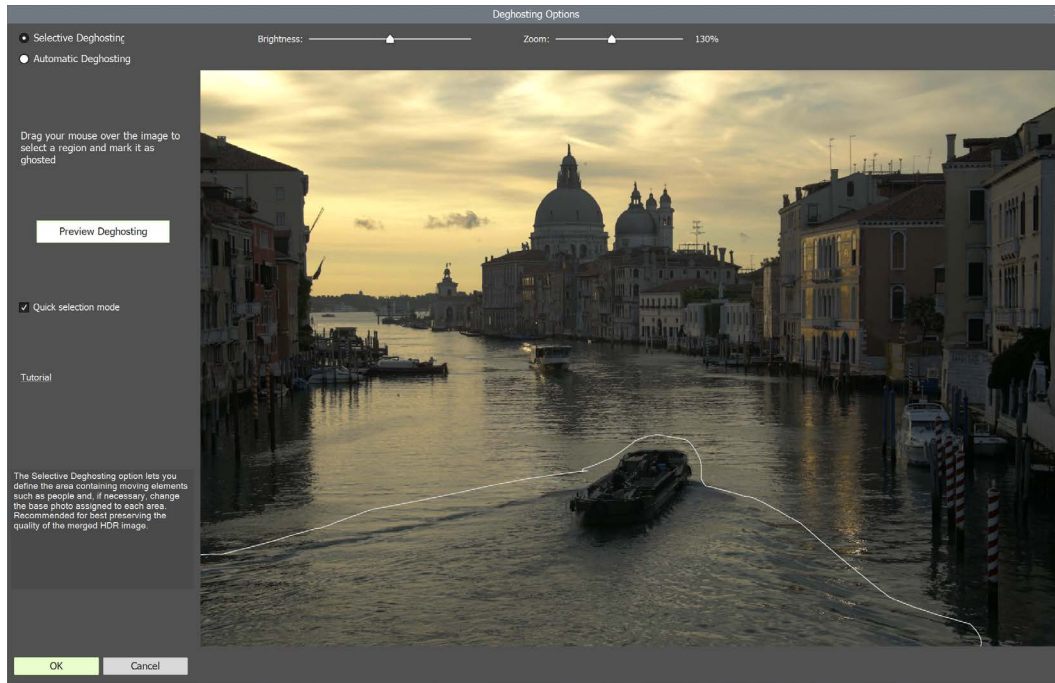 Deghosting Options
Selective Deghosting
Brightness:
Zoom:
130%
Automatic Deghosting
Drag your mouse over the image to
select a region and mark it as
ghosted
Preview Deghosting
Quick selection mode
Tutorial
The Selective Deghosting option lets you
define the area containing moving elements
such as people and, if necessary, change
the base photo assigned to each area.
Recommended for best preserving the
quality of the merged HDR image.
OK
Cancel